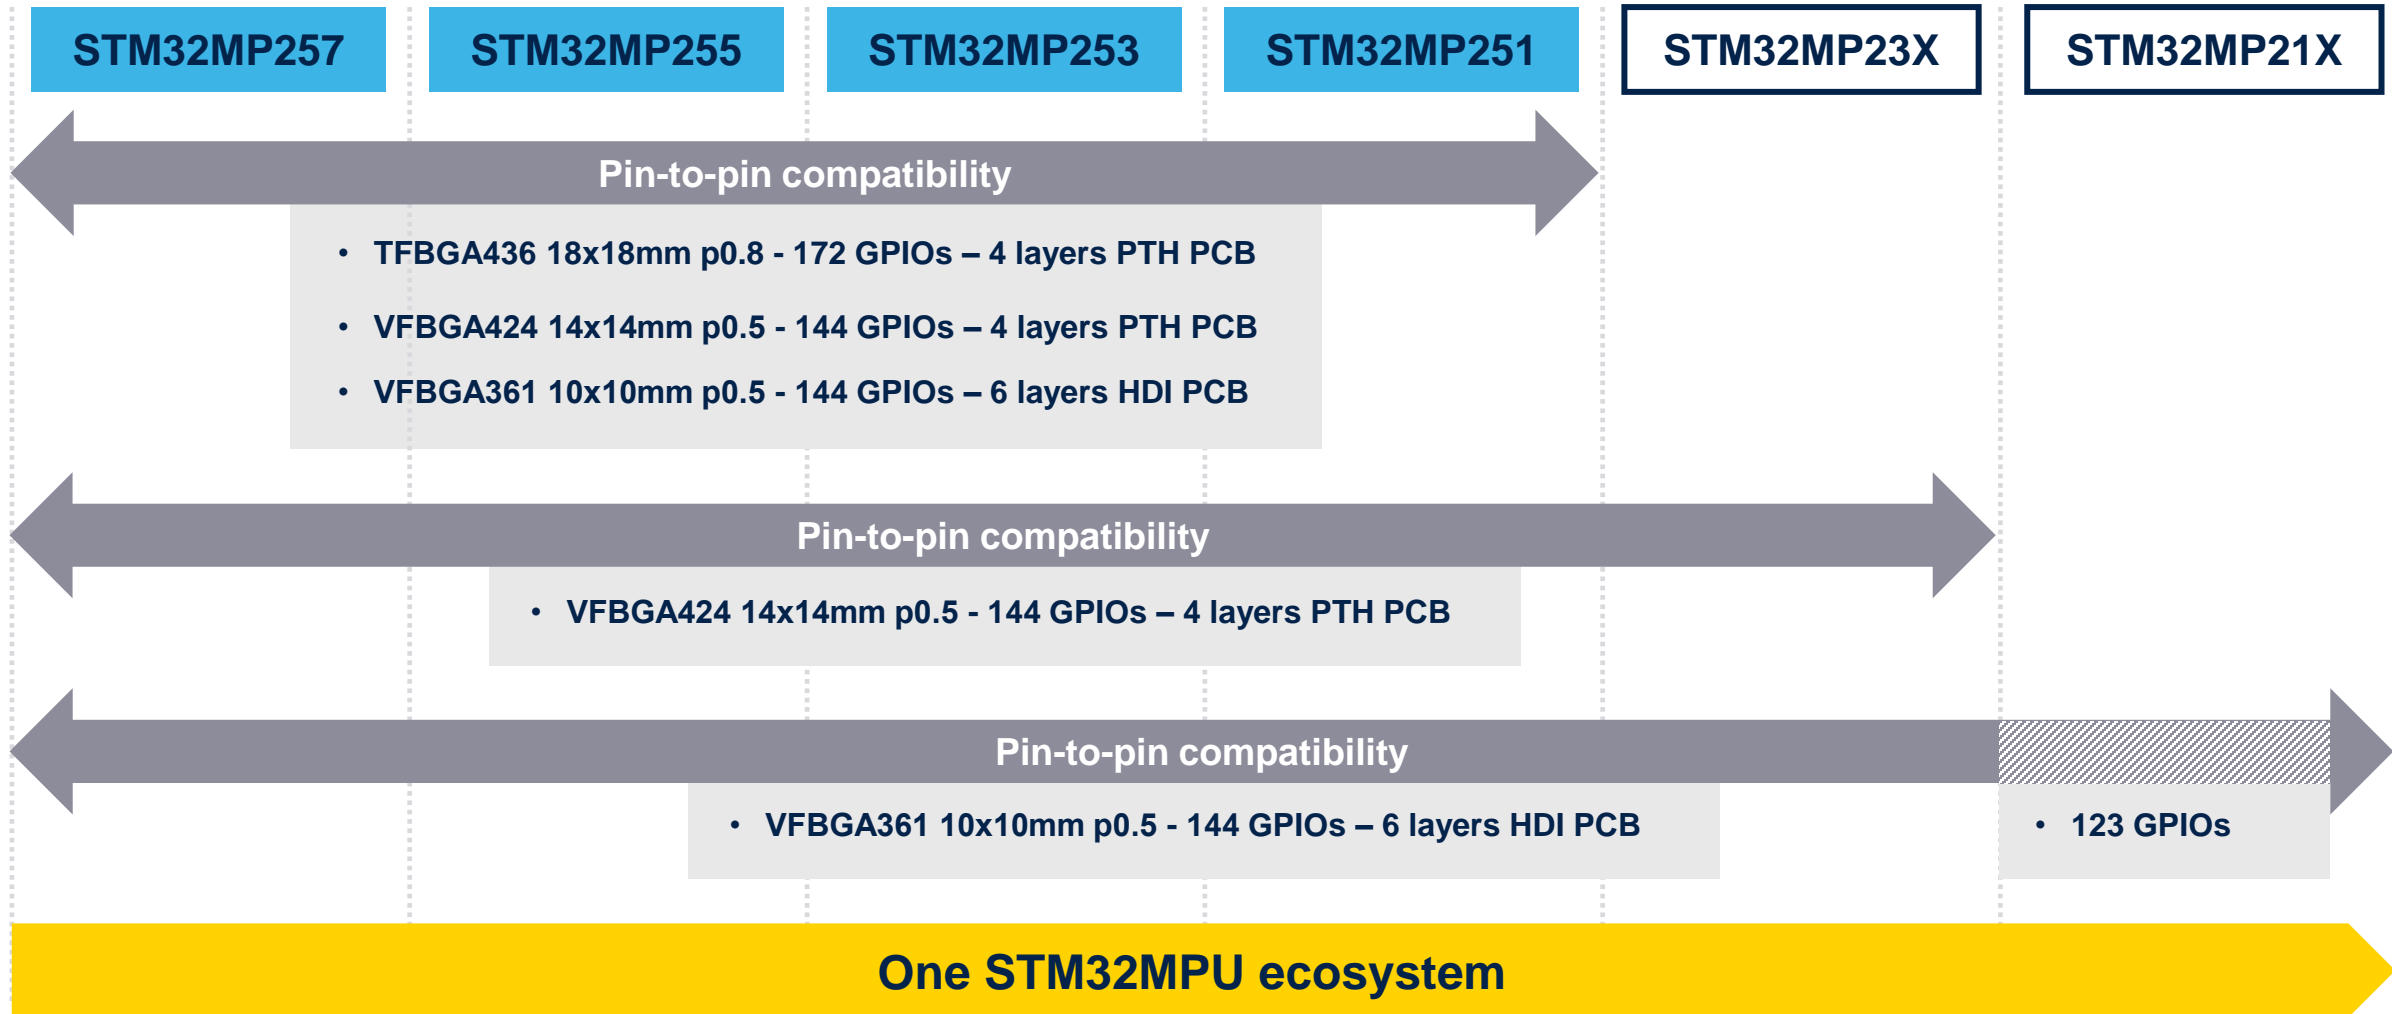 STM32MP257
STM32MP255
STM32MP253
STM32MP251
STM32MP23X
STM32MP21X
Pin-to-pin compatibility
• TFBGA436 18x18mm p0.8 - 172 GPIOs – 4 layers PTH PCB
• VFBGA424 14x14mm p0.5 - 144 GPIOs – 4 layers PTH PCB
• VFBGA361 10x10mm p0.5 - 144 GPIOs – 6 layers HDI PCB
Pin-to-pin compatibility
• VFBGA424 14x14mm p0.5 - 144 GPIOs – 4 layers PTH PCB
Pin-to-pin compatibility
• VFBGA361 10x10mm p0.5 - 144 GPIOs – 6 layers HDI PCB
• 123 GPIOs
One STM32MPU ecosystem